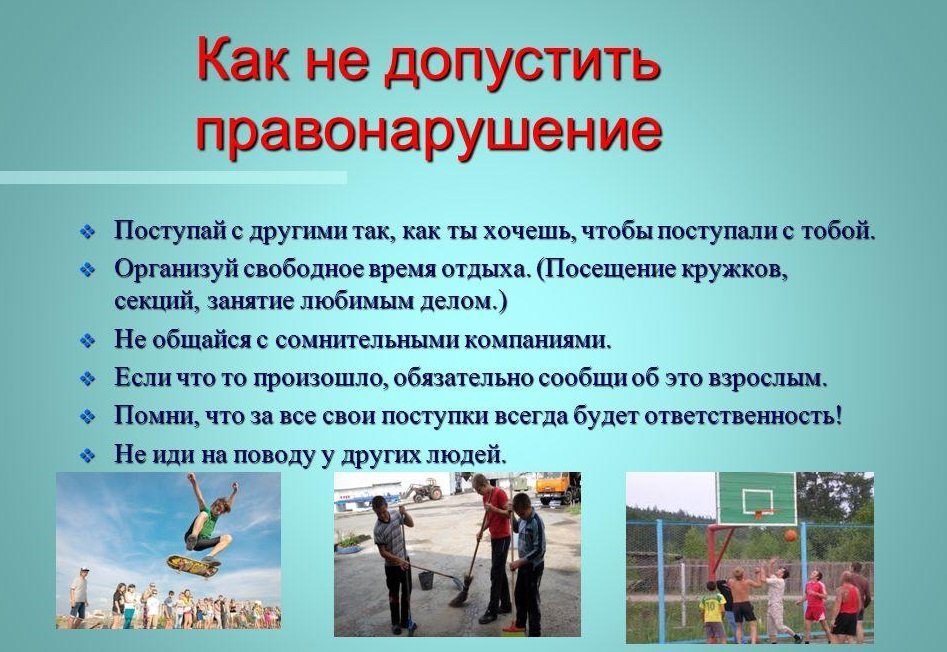 Как не допустить
правонарушение
Поступай с другими так, как ты хочешь, чтобы поступали с тобой.
Организуй свободное время отдыха. (Посещение кружков,
секций, занятие любимым делом.)
Не общайся с сомнительными компаниями.
Если что то произошло, обязательно сообщи об это взрослым.
Помни, что за все свои поступки всегда будет ответственность!
Не иди на поводу у других людей.